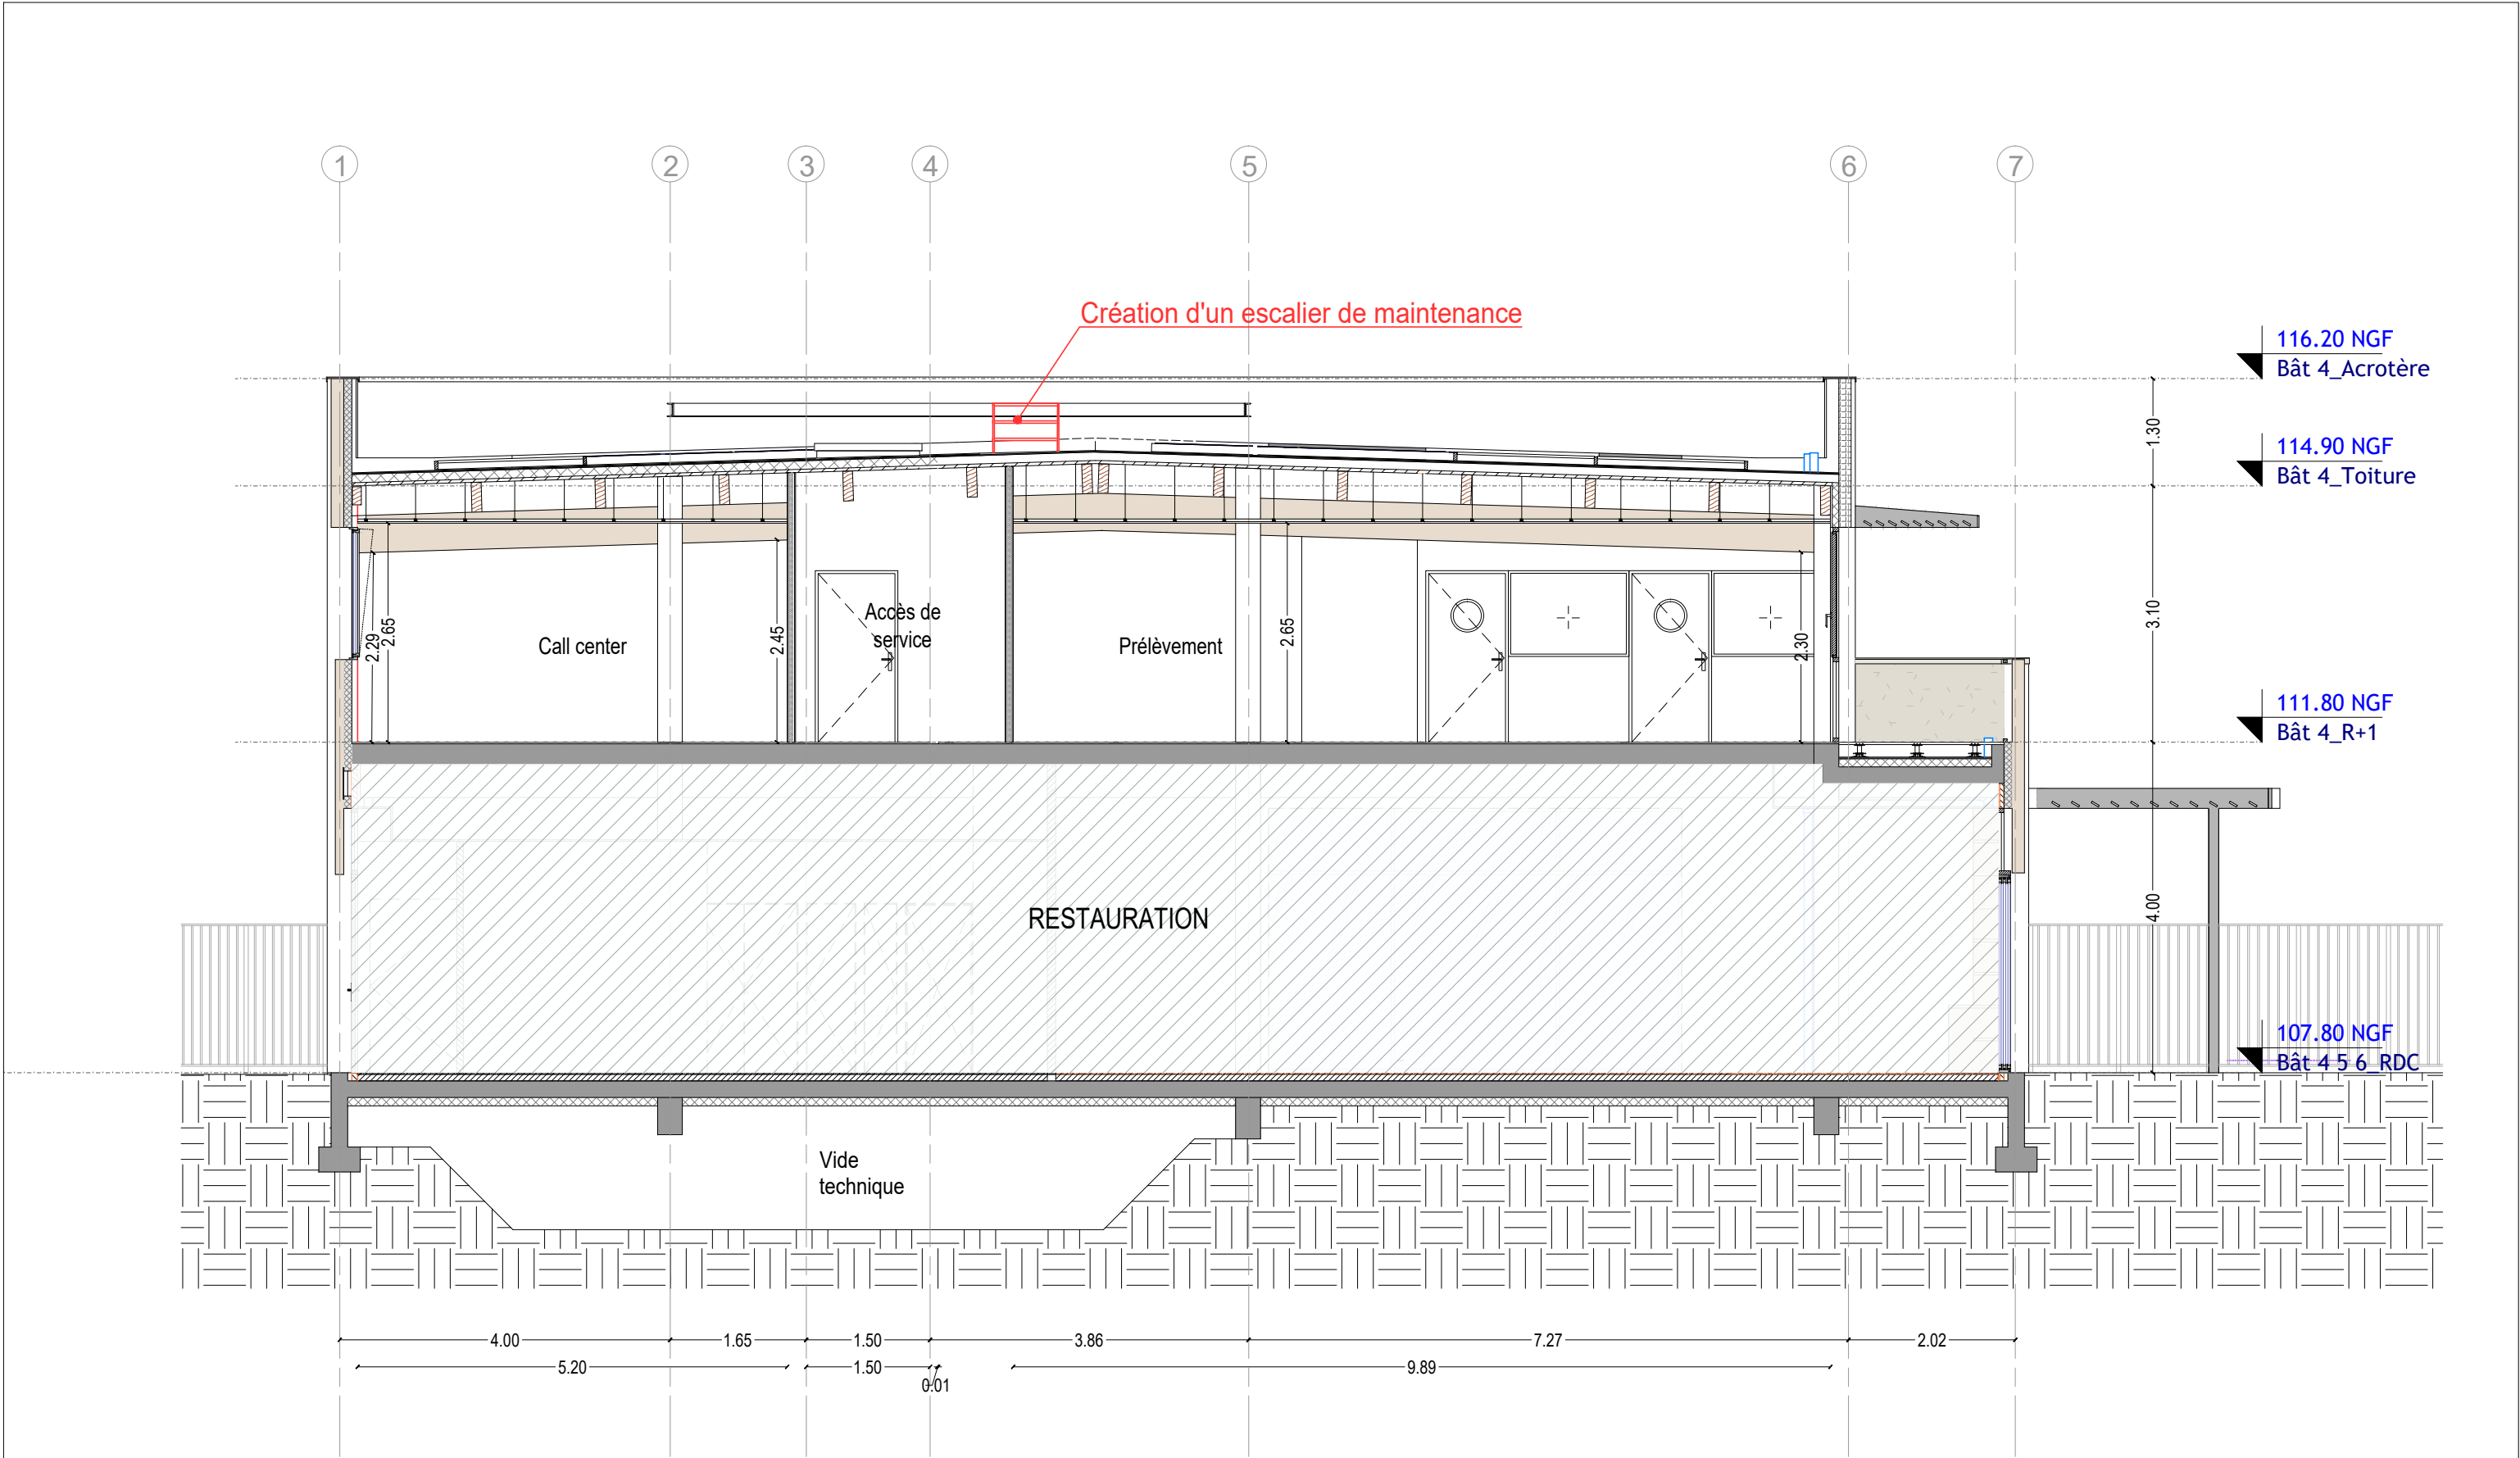 1
2
3
4
5
6
7
Création d'un escalier de maintenance
116.20 NGF
Bât 4_Acrotère
1.30
114.90 NGF
Bât 4_Toiture
2.29
2.65
Call center
2.45
Accès de
service
Prélèvement
2.65
2.30
3.10
111.80 NGF
Bât 4_R+1
RESTAURATION
4.00
107.80 NGF
Bât 4 5 6_RDC
Vide
technique
4.00
1.65
1.50
3.86
7.27
2.02
5.20
1.50
0.01
9.89